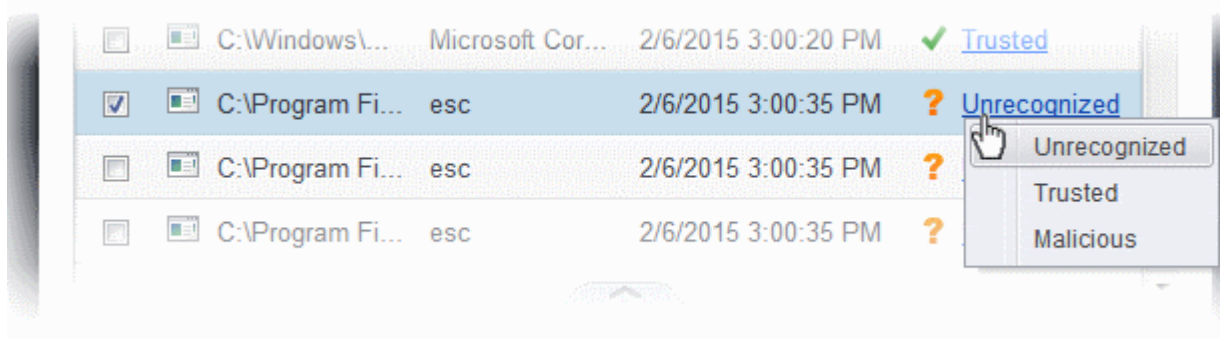 C:\Windows\... Microsoft Cor... 2/6/2015 3:00:20 PM Trusted
C:\Program Fi... esc 2/6/2015 3:00:35 PM ? Unrecognized
Unrecognized
C:\Program Fi... esc 2/6/2015 3:00:35 PM ?
Trusted
C:\Program Fi... esc 2/6/2015 3:00:35 PM ?
Malicious